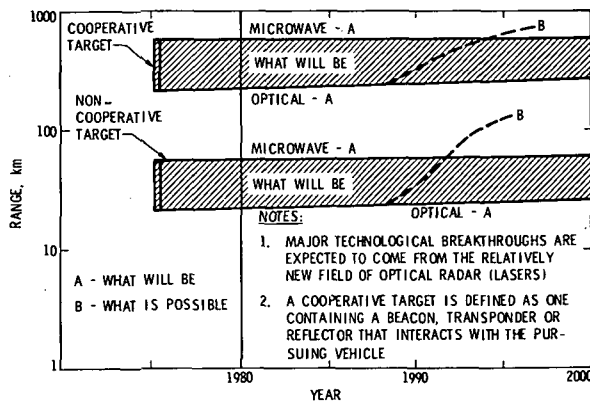 1000
COOPERATIVE
TARGET
MICROWAVE - A
B
WHAT WILL BE
NON-
COOPERATIVE
TARGET
OPTICAL - A
100
B
MICROWAVE - A
WHAT WILL BE
RANGE, km
NOTES:
OPTICAL - A
10
1. MAJOR TECHNOLOGICAL BREAKTHROUGHS ARE
EXPECTED TO COME FROM THE RELATIVELY
NEW FIELD OF OPTICAL RADAR (LASERS)
A - WHAT WILL BE
B - WHAT IS POSSIBLE
2. A COOPERATIVE TARGET IS DEFINED AS ONE
CONTAINING A BEACON, TRANSPONDER OR
REFLECTOR THAT INTERACTS WITH THE PUR-
SUING VEHICLE
1
1980
1990
2000
YEAR